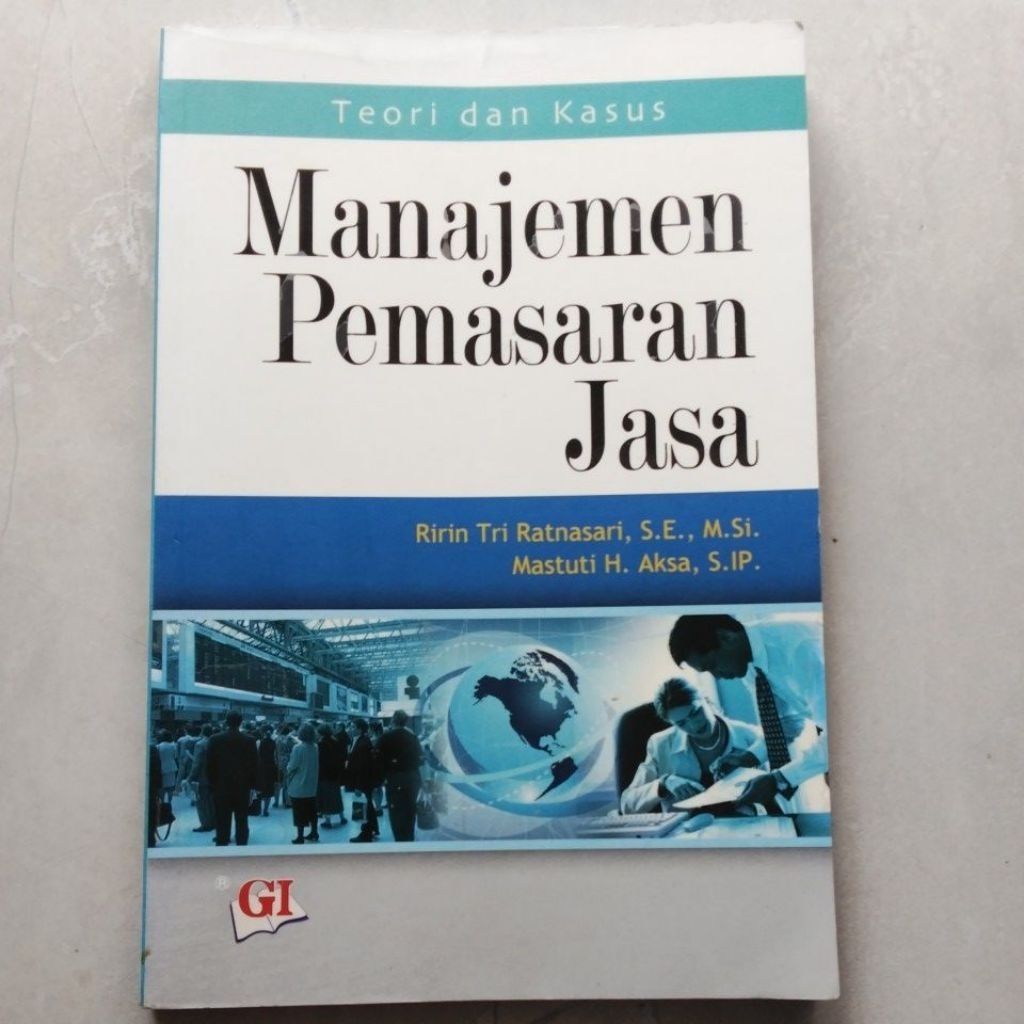 Teori dan Kasus
Manajemen
Pemasaran
Jasa
Ririn Tri Ratnasari, S.E., M.Si.
Mastuti H. Aksa, S.IP.
® GI